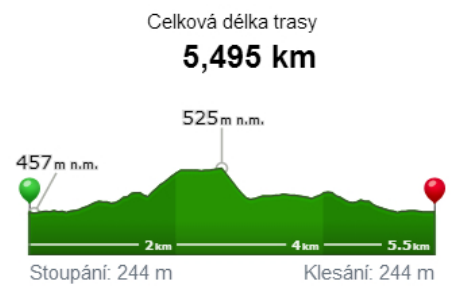 Celková délka trasy
5,495 km
525m n.m.
457m n.m.
2km 4km 5.5km
Stoupání: 244 m Klesání: 244 m